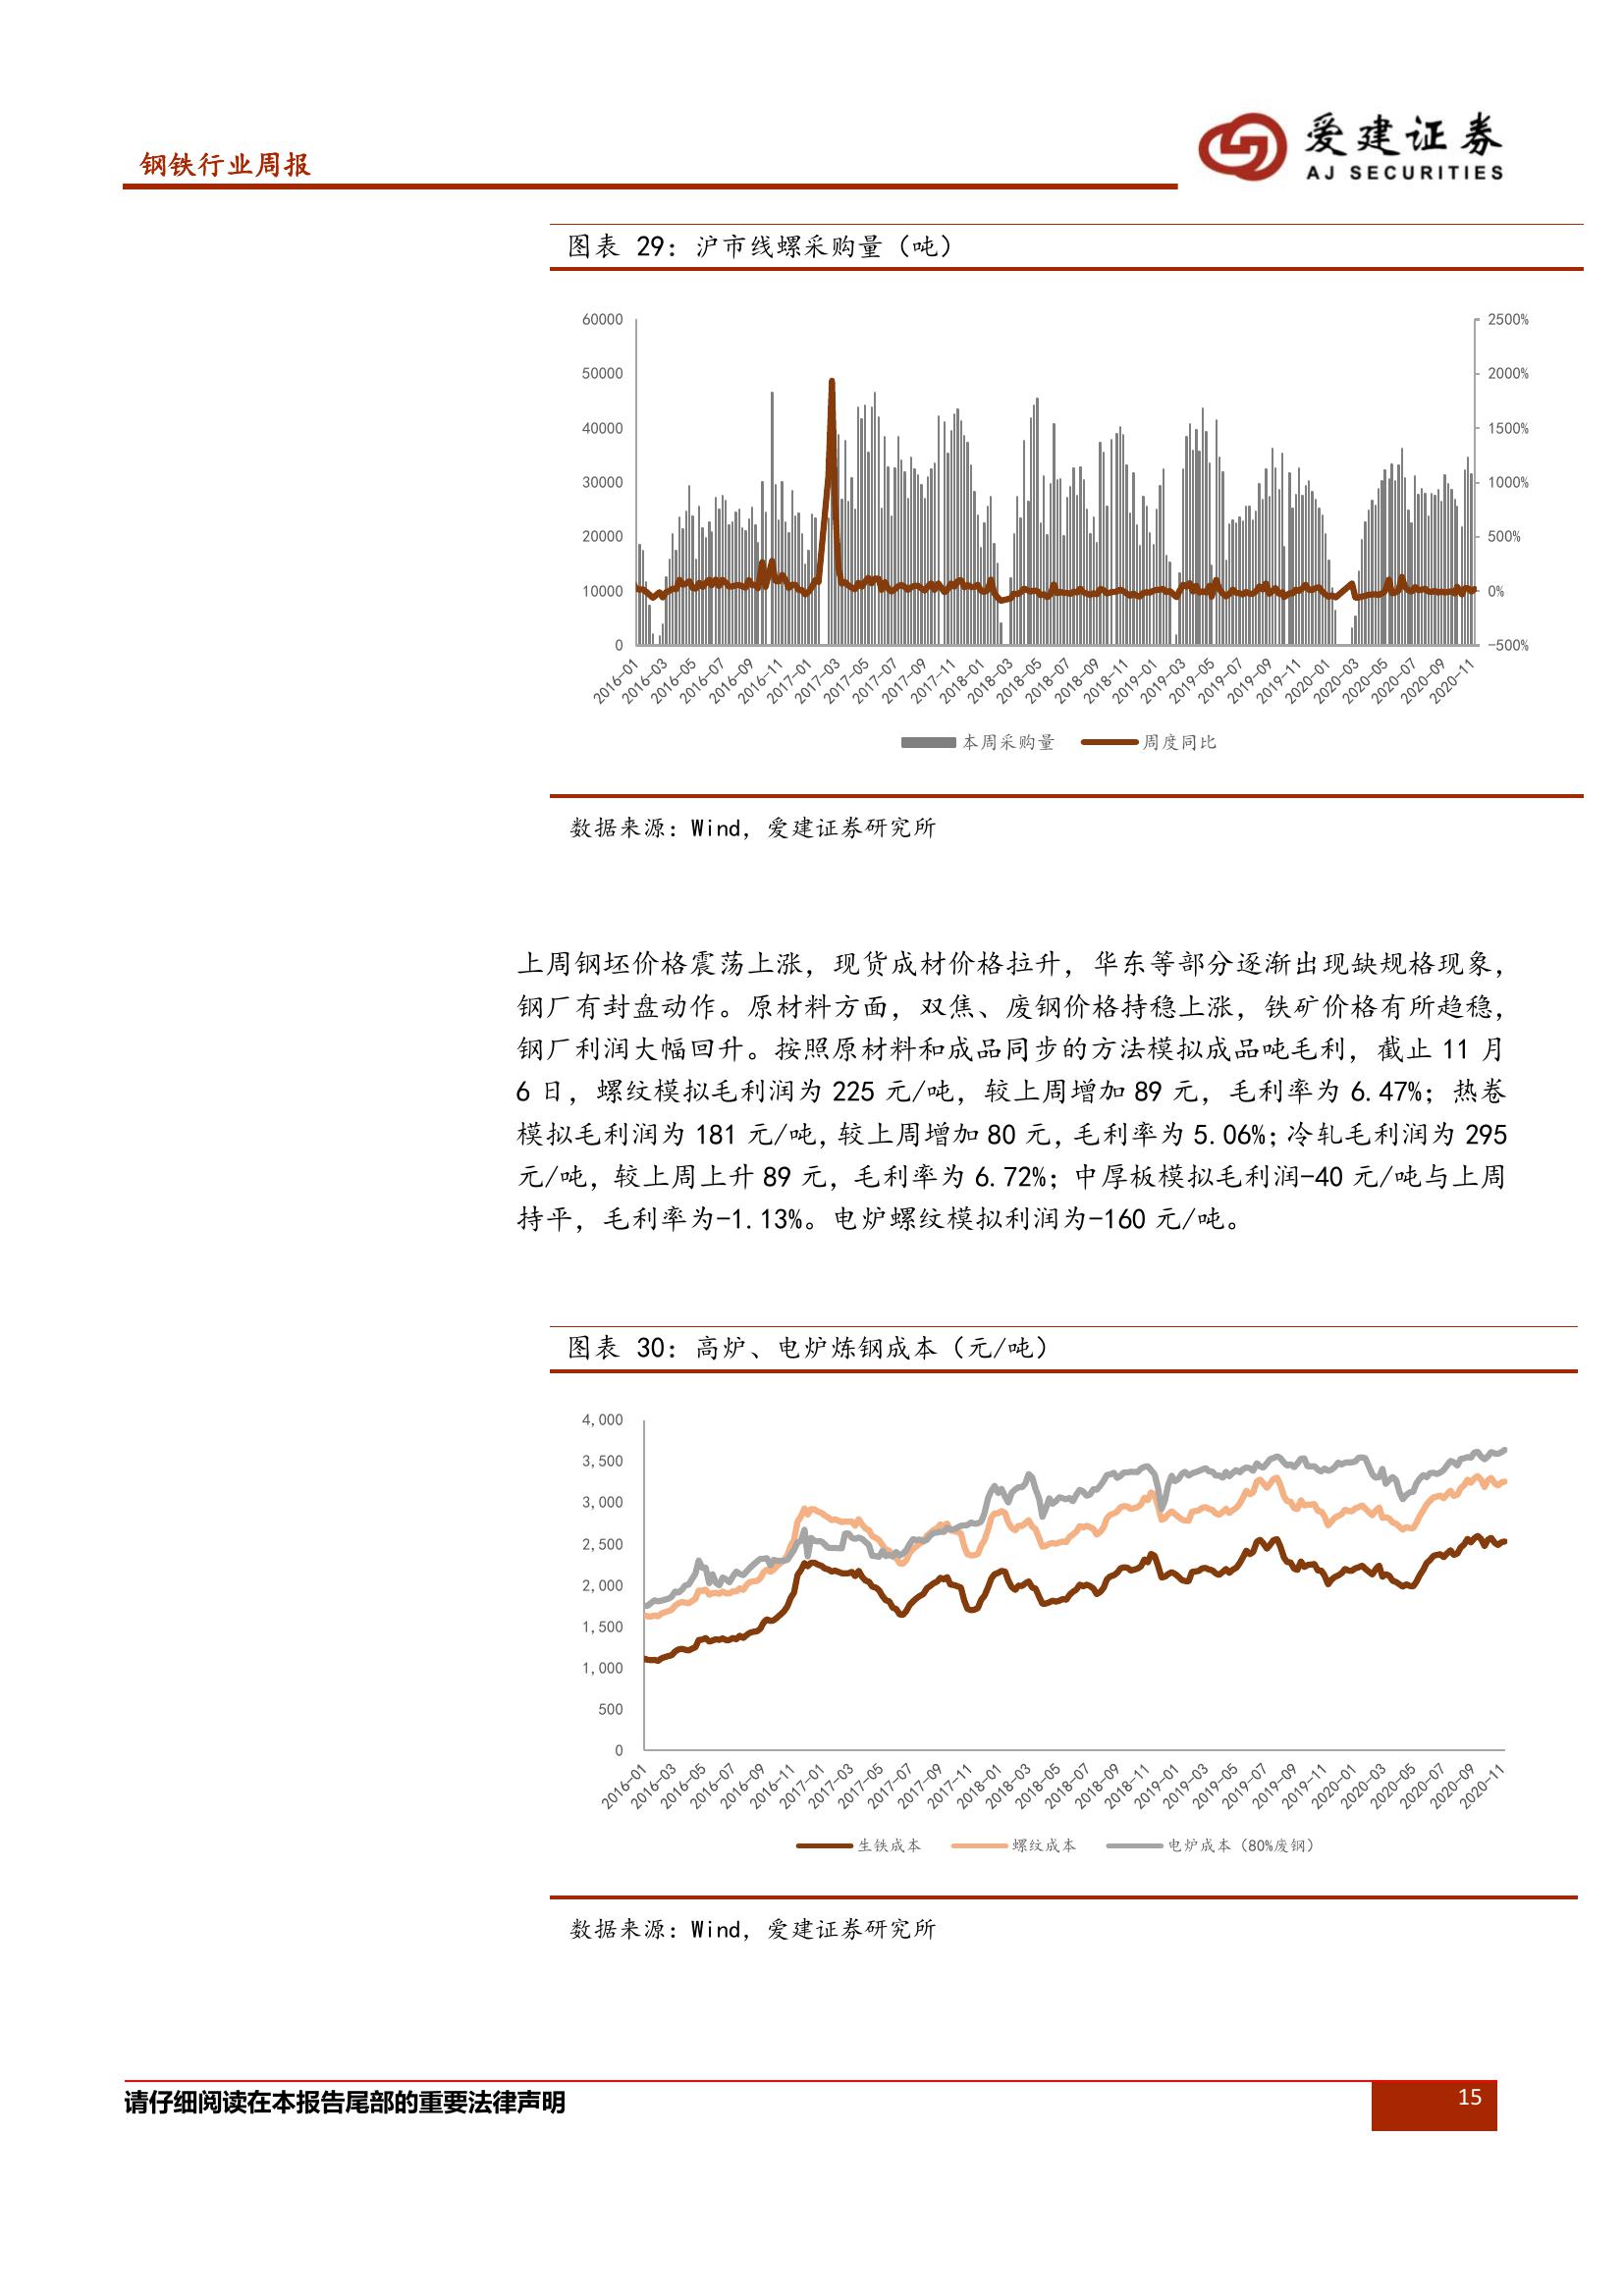 钢铁行业周报
爱建证券
AJ SECURITIES
图表 29：沪市线螺采购量（吨）
60000
50000
40000
30000
20000
10000
0
2500%
2000%
1500%
1000%
500%
0%
-500%
2016-01 2016-03 2016-05 2016-07 2016-09 2016-11 2017-01 2017-03 2017-05 2017-07 2017-09 2017-11 2018-01 2018-03 2018-05 2018-07 2018-09 2018-11 2019-01 2019-03 2019-05 2019-07 2019-09 2019-11 2020-01 2020-03 2020-05 2020-07 2020-09 2020-11
本周采购量 周度同比
数据来源：Wind，爱建证券研究所
上周钢坯价格震荡上涨，现货成材价格拉升，华东等部分逐渐出现缺规格现象，
钢厂有封盘动作。原材料方面，双焦、废钢价格持稳上涨，铁矿价格有所趋稳，
钢厂利润大幅回升。按照原材料和成品同步的方法模拟成品吨毛利，截止 11 月
6 日，螺纹模拟毛利润为 225 元/吨，较上周增加 89 元，毛利率为 6.47%；热卷
模拟毛利润为 181 元/吨，较上周增加 80 元，毛利率为 5.06%；冷轧毛利润为 295
元/吨，较上周上升 89 元，毛利率为 6.72%；中厚板模拟毛利润-40 元/吨与上周
持平，毛利率为-1.13%。电炉螺纹模拟利润为-160 元/吨。
图表 30：高炉、电炉炼钢成本（元/吨）
4,000
3,500
3,000
2,500
2,000
1,500
1,000
500
0
2016-01 2016-03 2016-05 2016-07 2016-09 2016-11 2017-01 2017-03 2017-05 2017-07 2017-09 2017-11 2018-01 2018-03 2018-05 2018-07 2018-09 2018-11 2019-01 2019-03 2019-05 2019-07 2019-09 2019-11 2020-01 2020-03 2020-05 2020-07 2020-09 2020-11
生铁成本 螺纹成本 电炉成本（80%废钢）
数据来源：Wind，爱建证券研究所
请仔细阅读在本报告尾部的重要法律声明
15